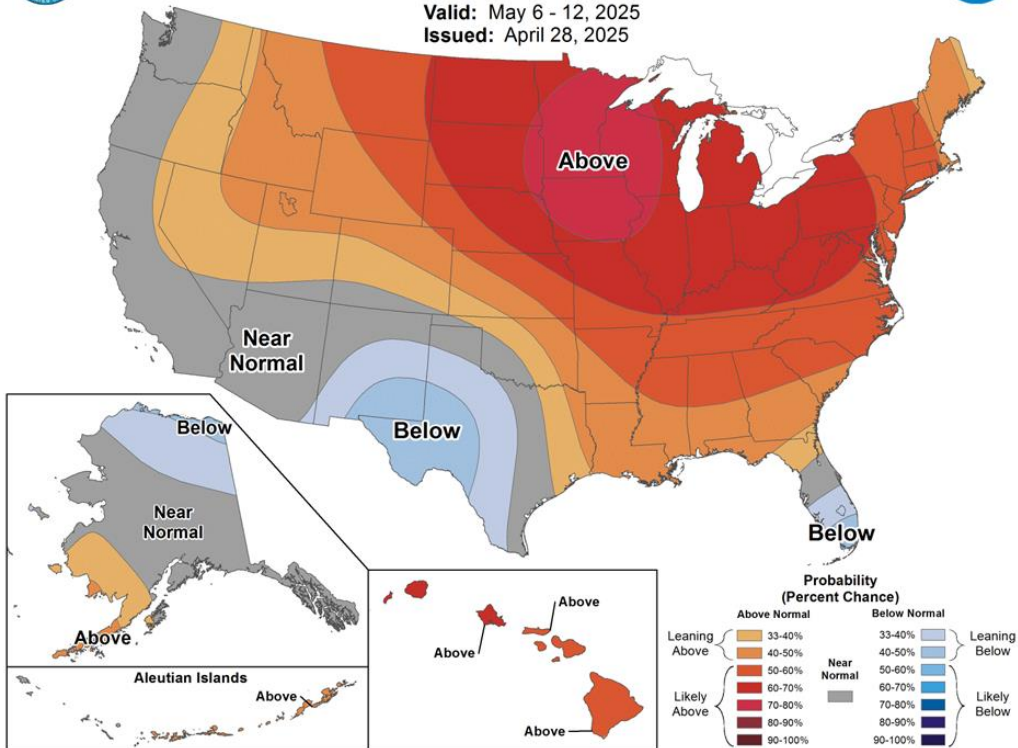 Valid: May 6 - 12, 2025
Issued: April 28, 2025
Above
Near
Normal
Below
Below
Below
Near
Normal
Above
Aleutian Islands
Above
Above
Above
Above
Probability
(Percent Chance)
Above Normal
Below Normal
Leaning
Above
33-40%
40-50%
Likely
Above
50-60%
60-70%
70-80%
80-90%
90-100%
Near
Normal
33-40%
40-50%
Leaning
Below
50-60%
60-70%
70-80%
80-90%
90-100%
Likely
Below